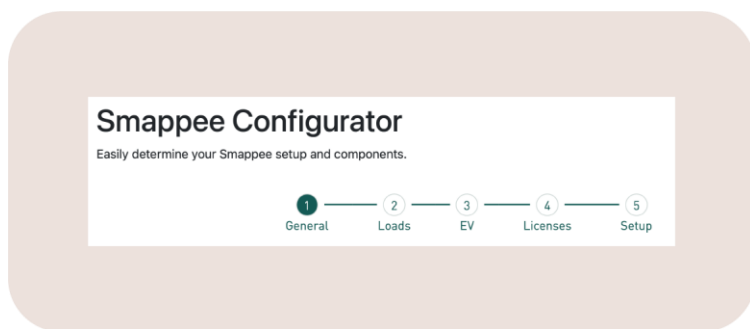 Smappee Configurator
Easily determine your Smappee setup and components.
1 2 3 4 5
General Loads EV Licenses Setup